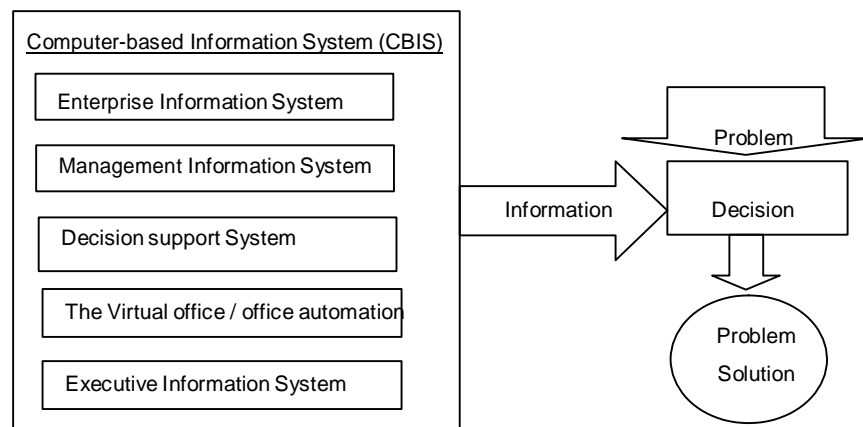 Computer-based Information System (CBIS)
Enterprise Information System
Management Information System
Decision support System
The Virtual office / office automation
Executive Information System
Information
Problem
Decision
Problem
Solution